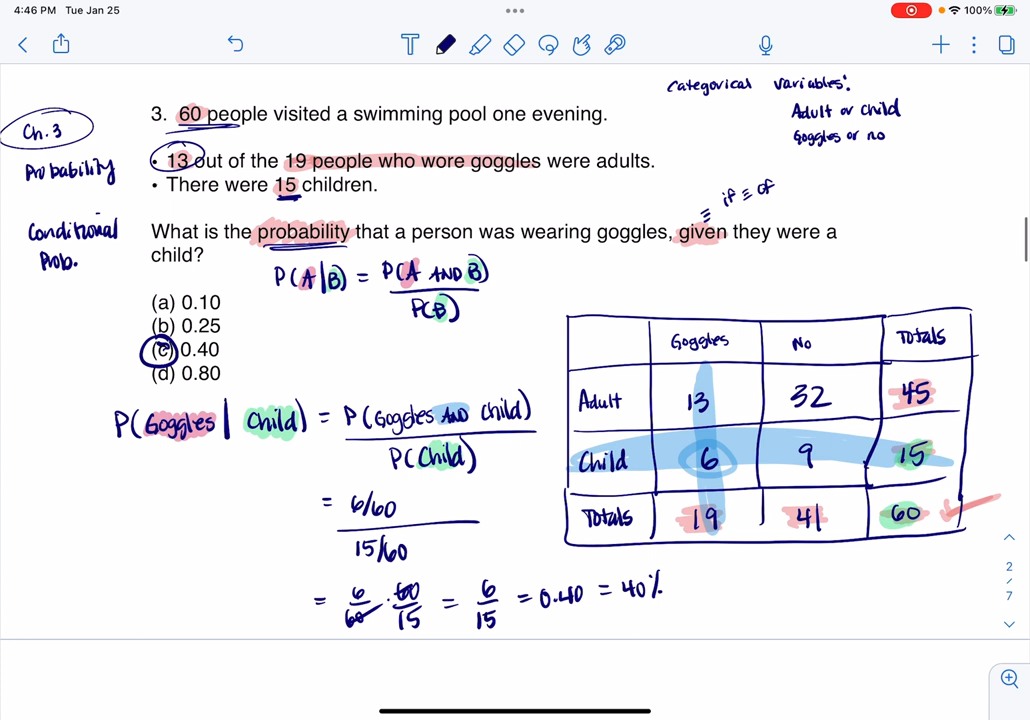 4:46 PM Tue Jan 25
100%
categorical variables:
Adult or child
Goggles or no
Ch. 3
Probability
Conditional
Prob.
3. 60 people visited a swimming pool one evening.
• 13 out of the 19 people who wore goggles were adults.
• There were 15 children.
≡ if ≡ of
What is the probability that a person was wearing goggles, given they were a
child?
P(A|B) = P(A AND B)
P(B)
(a) 0.10
(b) 0.25
(c) 0.40
(d) 0.80
P(Goggles | Child) = P(Goggles AND Child)
P(Child)
= 6/60
15/60
= 6/60 · 60/15 = 6/15 = 0.40 = 40%
Goggles No Totals
Adult 13 32 45
Child 6 9 15
Totals 19 41 60
2
/
7